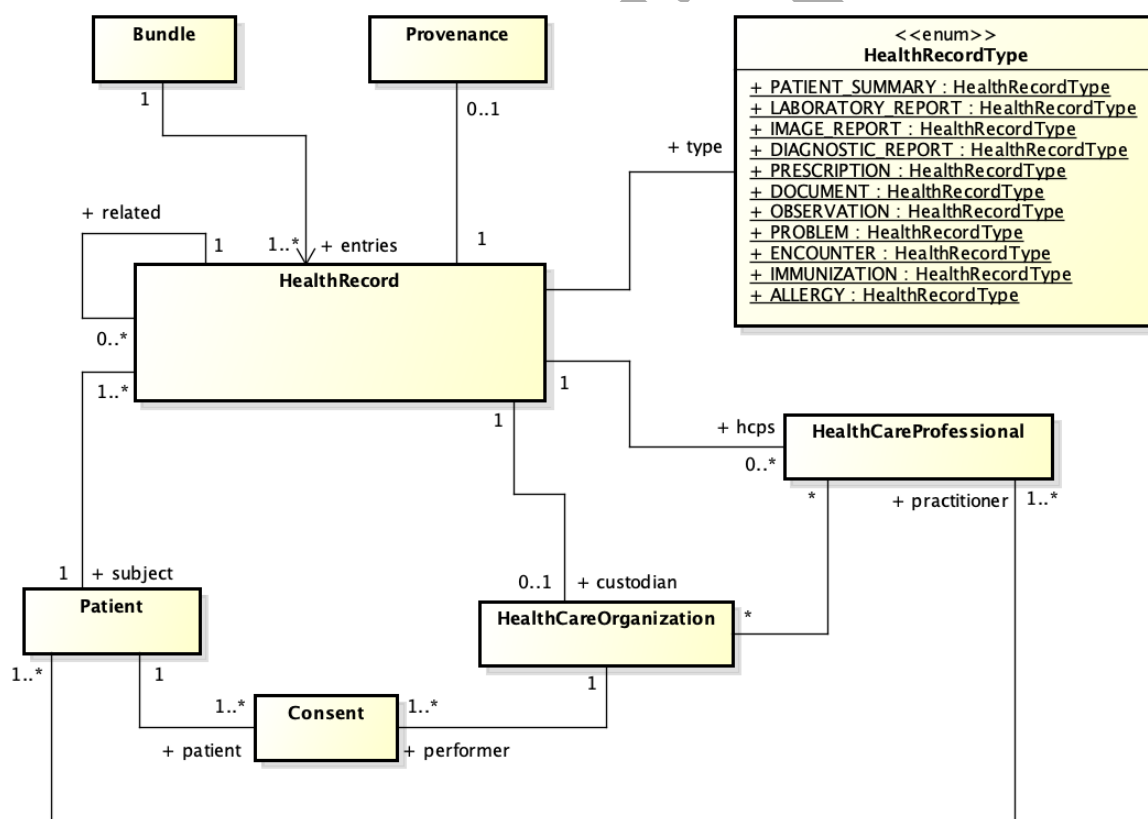 Bundle
Provenance
<<enum>>
HealthRecordType
+ PATIENT_SUMMARY : HealthRecordType
+ LABORATORY_REPORT : HealthRecordType
+ IMAGE_REPORT : HealthRecordType
+ DIAGNOSTIC_REPORT : HealthRecordType
+ PRESCRIPTION : HealthRecordType
+ DOCUMENT : HealthRecordType
+ OBSERVATION : HealthRecordType
+ PROBLEM : HealthRecordType
+ ENCOUNTER : HealthRecordType
+ IMMUNIZATION : HealthRecordType
+ ALLERGY : HealthRecordType
1
0..1
+ type
+ related
1
1..*
+ entries
1
HealthRecord
0..*
1..*
1
1
+ hcps
0..*
HealthCareProfessional
*
+ practitioner
1..*
1
+ subject
0..1
+ custodian
Patient
HealthCareOrganization
*
1..*
1
1
1..*
Consent
1..*
+ patient
+ performer